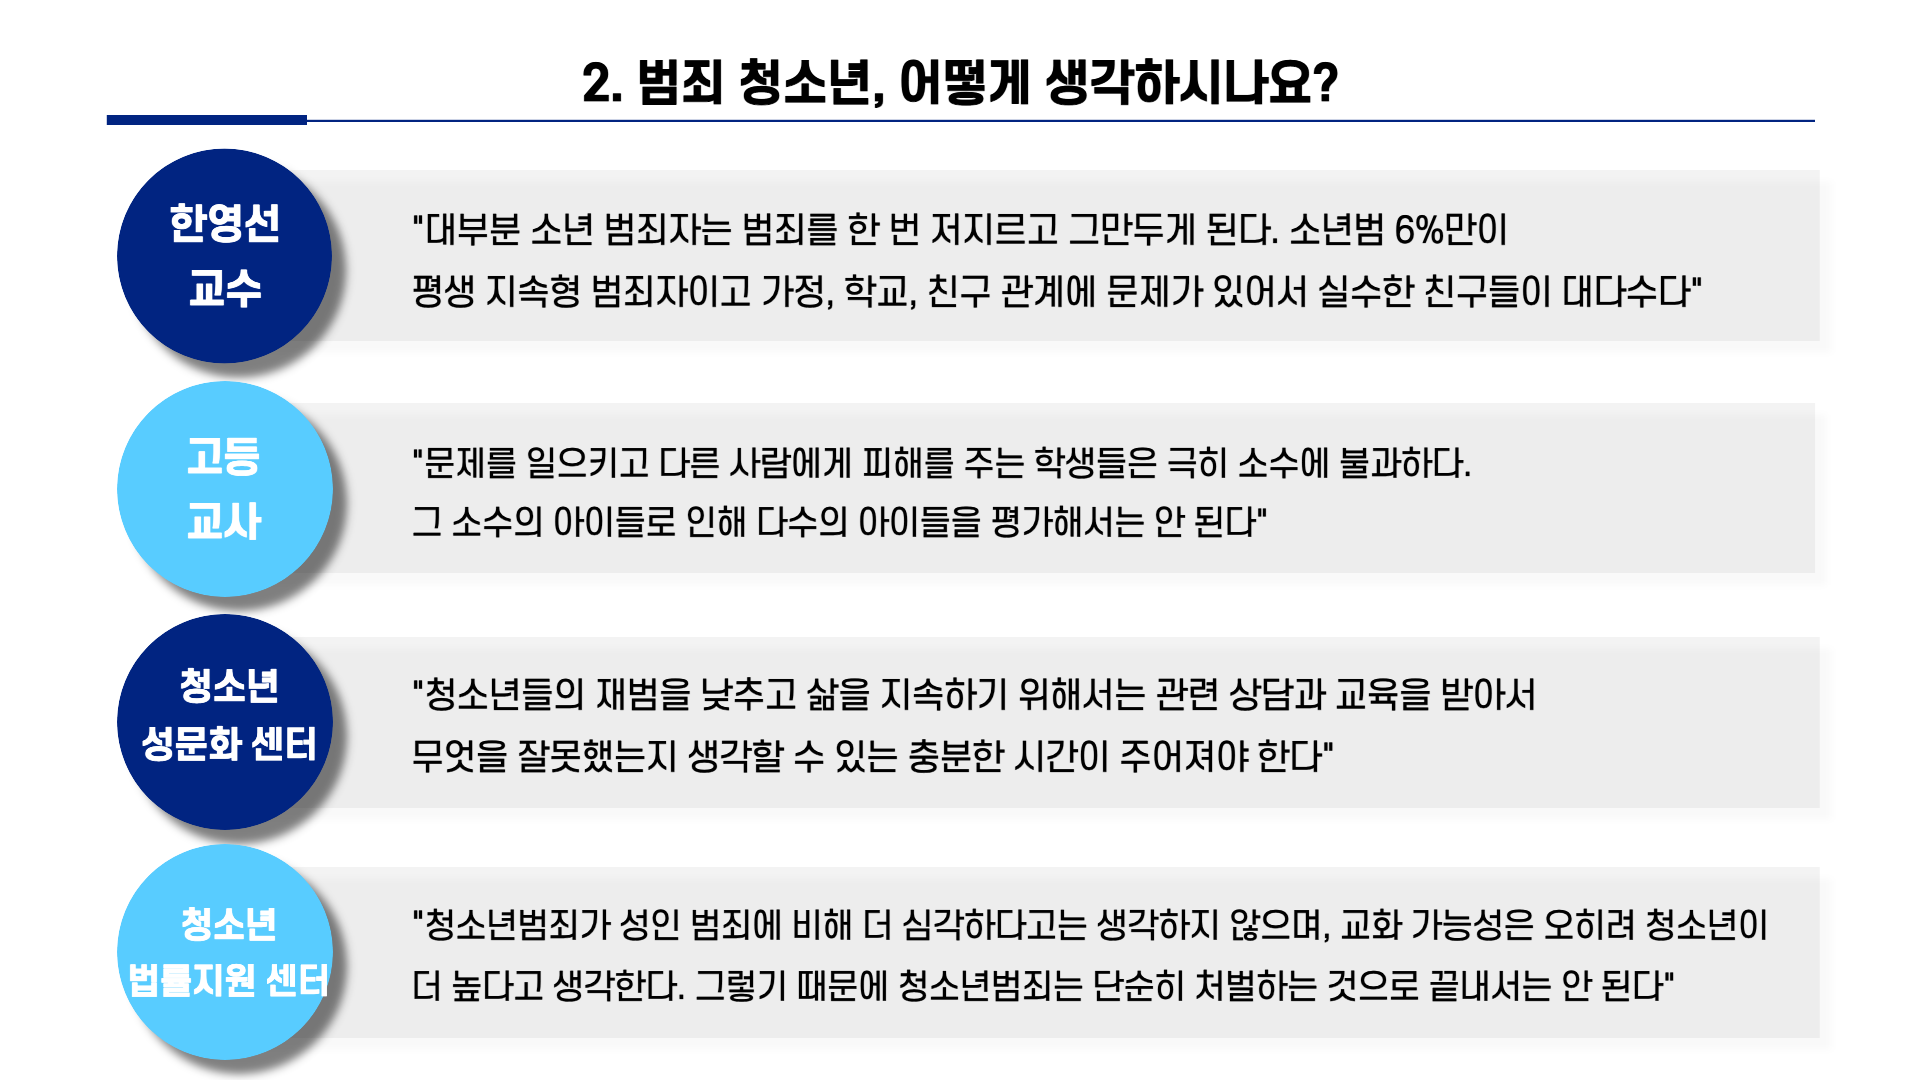 2. 범죄 청소년, 어떻게 생각하시나요?
한영선
교수
"대부분 소년 범죄자는 범죄를 한 번 저지르고 그만두게 된다. 소년범 6%만이
평생 지속형 범죄자이고 가정, 학교, 친구 관계에 문제가 있어서 실수한 친구들이 대다수다"
고등
교사
"문제를 일으키고 다른 사람에게 피해를 주는 학생들은 극히 소수에 불과하다.
그 소수의 아이들로 인해 다수의 아이들을 평가해서는 안 된다"
청소년
성문화 센터
"청소년들의 재범을 낮추고 삶을 지속하기 위해서는 관련 상담과 교육을 받아서
무엇을 잘못했는지 생각할 수 있는 충분한 시간이 주어져야 한다"
청소년
법률지원 센터
"청소년범죄가 성인 범죄에 비해 더 심각하다고는 생각하지 않으며, 교화 가능성은 오히려 청소년이
더 높다고 생각한다. 그렇기 때문에 청소년범죄는 단순히 처벌하는 것으로 끝내서는 안 된다"